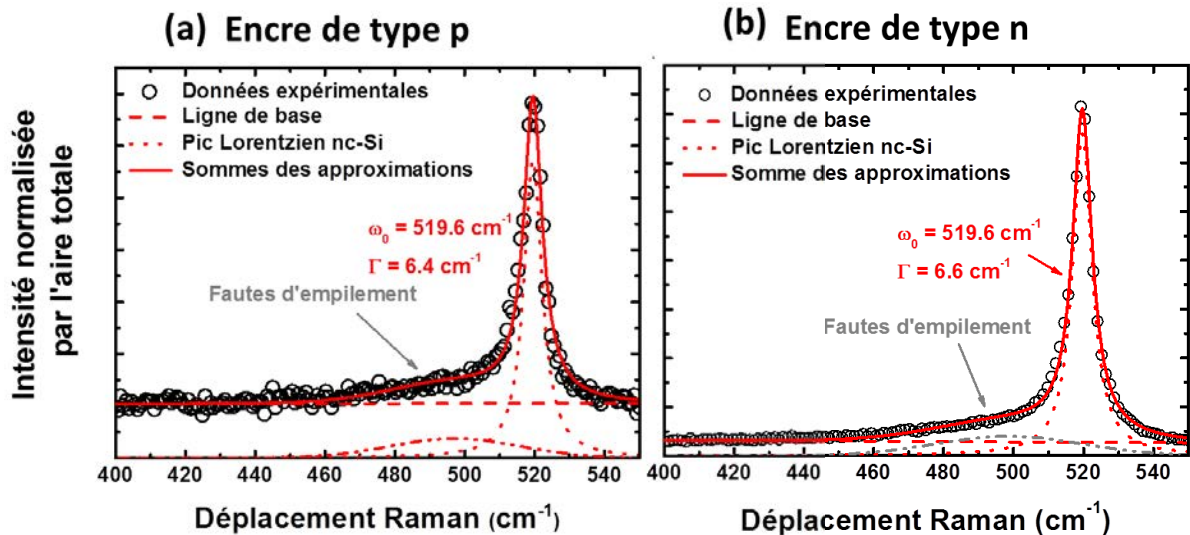 (a) Encre de type p
Données expérimentales
Ligne de base
Pic Lorentzien nc-Si
Sommes des approximations
ω₀ = 519.6 cm⁻¹
Γ = 6.4 cm⁻¹
Fautes d'empilement
Intensité normalisée
par l'aire totale
400 420 440 460 480 500 520 540
Déplacement Raman (cm⁻¹)
(b) Encre de type n
Données expérimentales
Ligne de base
Pic Lorentzien nc-Si
Somme des approximations
ω₀ = 519.6 cm⁻¹
Γ = 6.6 cm⁻¹
Fautes d'empilement
400 420 440 460 480 500 520 540
Déplacement Raman (cm⁻¹)